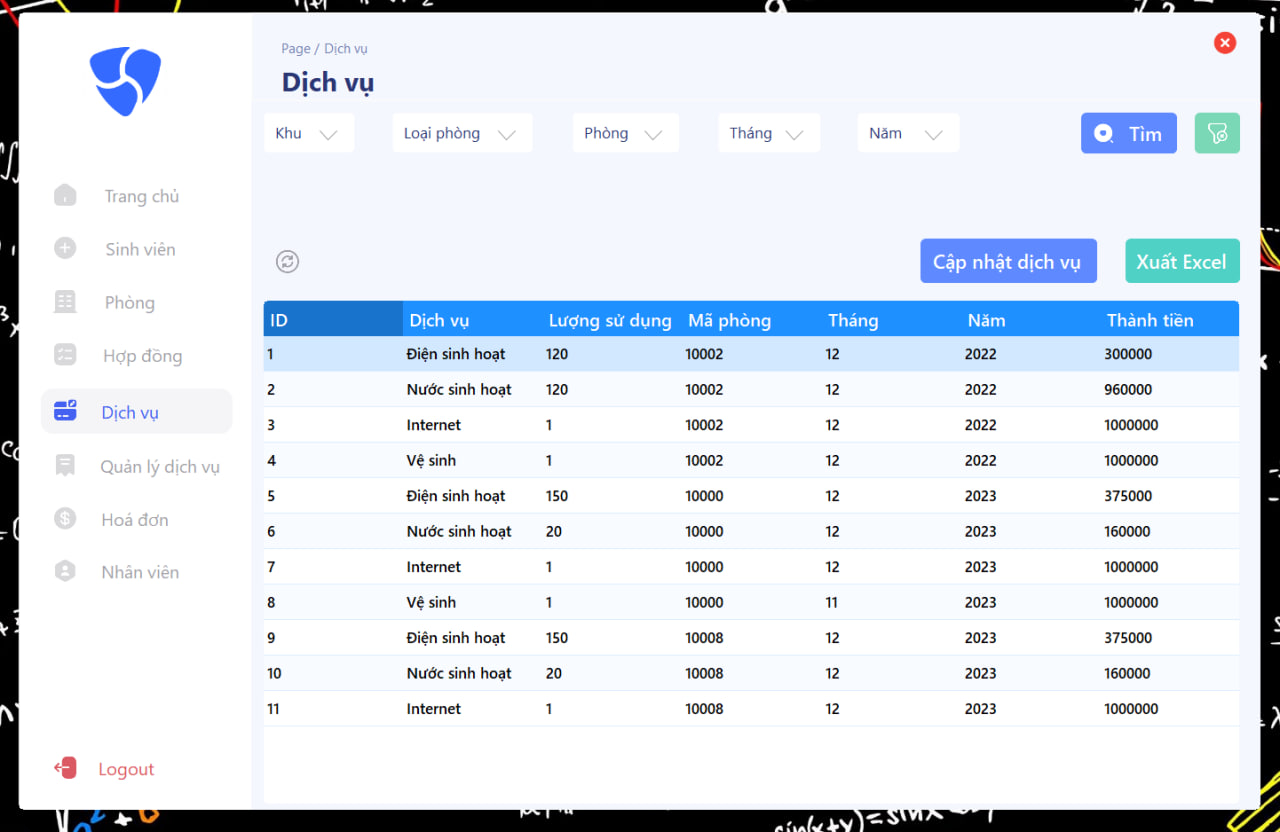 Page / Dịch vụ
Dịch vụ
Khu Loại phòng Phòng Tháng Năm Tìm
Trang chủ
Sinh viên
Phòng
Hợp đồng
Dịch vụ
Quản lý dịch vụ
Hoá đơn
Nhân viên
Logout
Cập nhật dịch vụ Xuất Excel
ID Dịch vụ Lượng sử dụng Mã phòng Tháng Năm Thành tiền
1 Điện sinh hoạt 120 10002 12 2022 300000
2 Nước sinh hoạt 120 10002 12 2022 960000
3 Internet 1 10002 12 2022 1000000
4 Vệ sinh 1 10002 12 2022 1000000
5 Điện sinh hoạt 150 10000 12 2023 375000
6 Nước sinh hoạt 20 10000 12 2023 160000
7 Internet 1 10000 12 2023 1000000
8 Vệ sinh 1 10000 11 2023 1000000
9 Điện sinh hoạt 150 10008 12 2023 375000
10 Nước sinh hoạt 20 10008 12 2023 160000
11 Internet 1 10008 12 2023 1000000